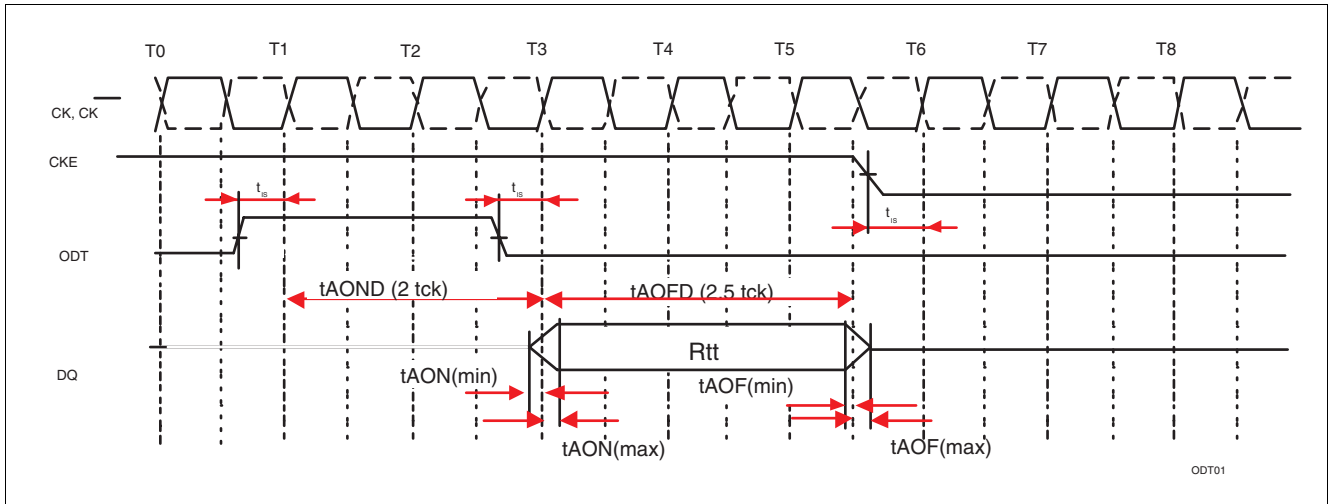 T0 T1 T2 T3 T4 T5 T6 T7 T8
CK, CK
CKE
tIS tIS
tIS
ODT
tAOND (2 tck) tAOFD (2.5 tck)
Rtt
DQ
tAON(min) tAOF(min)
tAON(max) tAOF(max)
ODT01